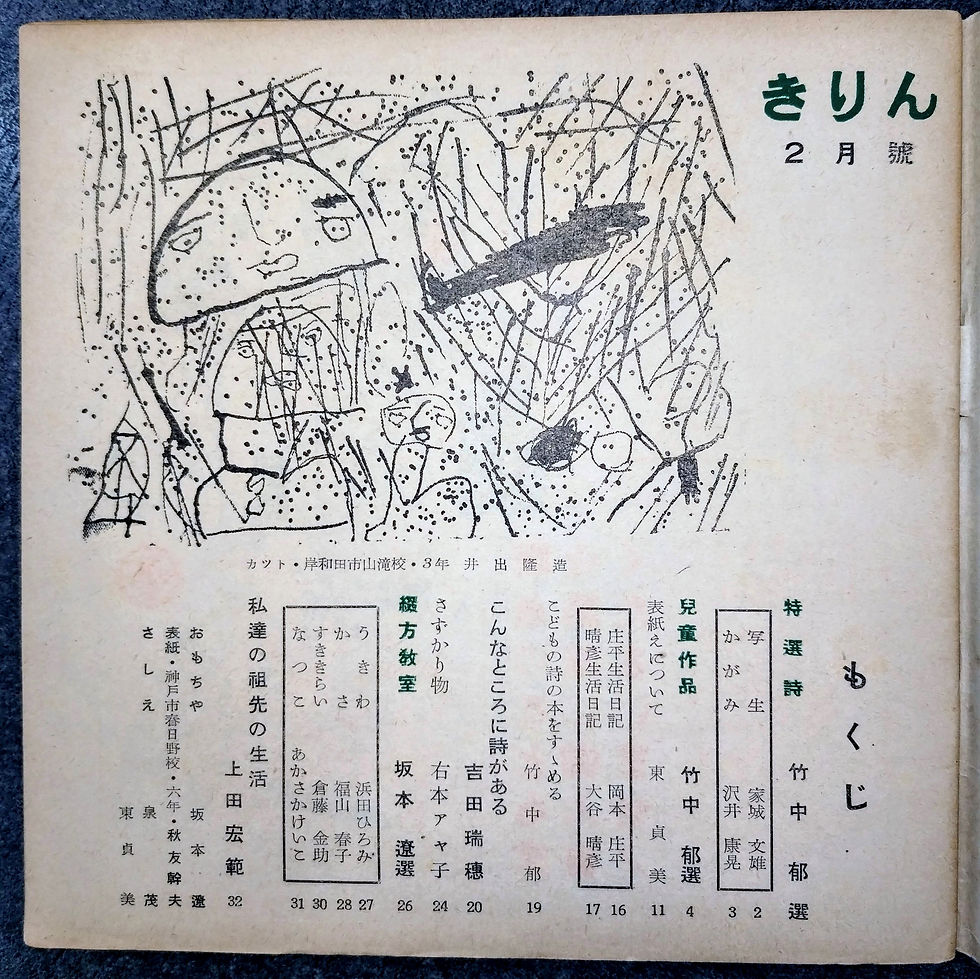 きりん
2月號
カット・岸和田市山滝校・3年 井出隆造
もくじ
特選詩 竹中郁選
写生 家城文雄 2
かがみ 沢井康晃 3
兒童作品 竹中郁選 4
表紙えについて 東貞美 11
庄平生活日記 岡本庄平 16
晴彦生活日記 大谷晴彦 17
こどもの詩の本をすゝめる 竹中郁 19
こんなところに詩がある 吉田瑞穗 20
さずかり物 右本アヤ子 24
綴方教室 坂本遼選 26
うきわ 浜田ひろみ 27
かさ 福山春子 28
すききらい 倉藤金助 30
なつこ あかさかけいこ 31
私達の祖先の生活 上田宏範 32
おもちや 坂本遼
表紙・神戸市春日野校・六年・秋友幹夫
さしえ 泉茂
東貞美